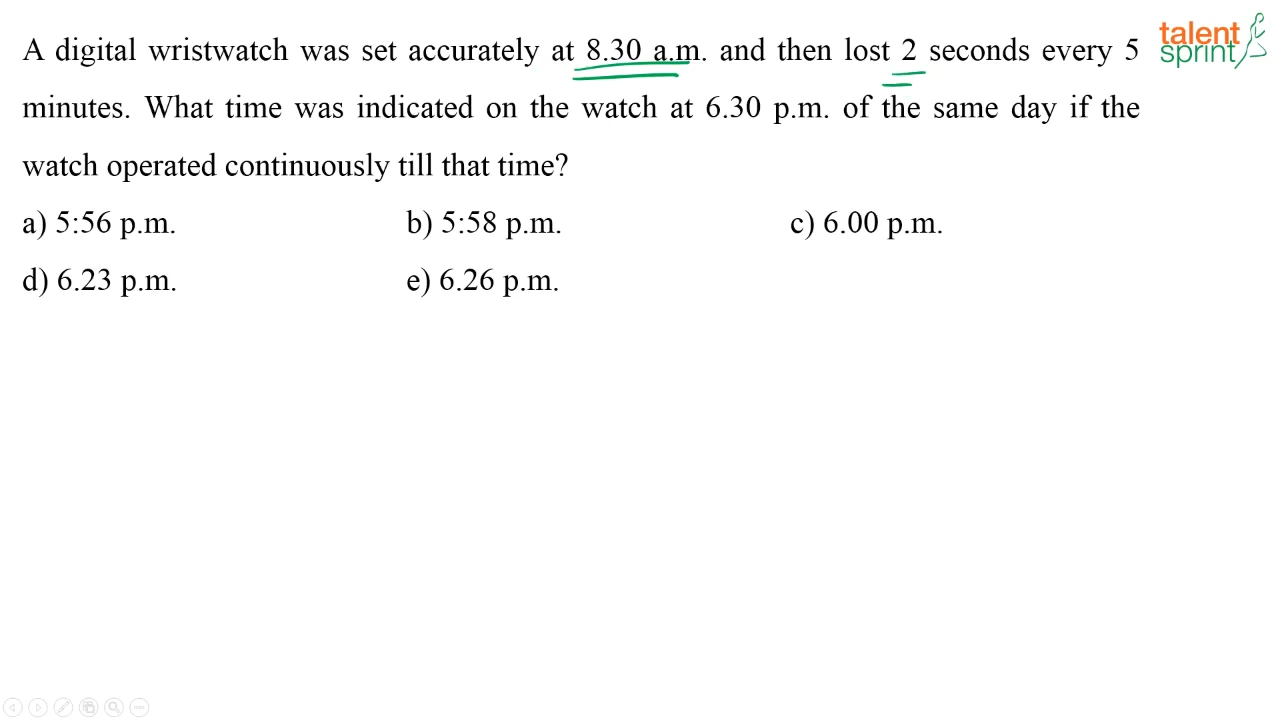 A digital wristwatch was set accurately at 8.30 a.m. and then lost 2 seconds every 5
minutes. What time was indicated on the watch at 6.30 p.m. of the same day if the
watch operated continuously till that time?
a) 5:56 p.m. b) 5:58 p.m. c) 6.00 p.m.
d) 6.23 p.m. e) 6.26 p.m.
talent
sprint